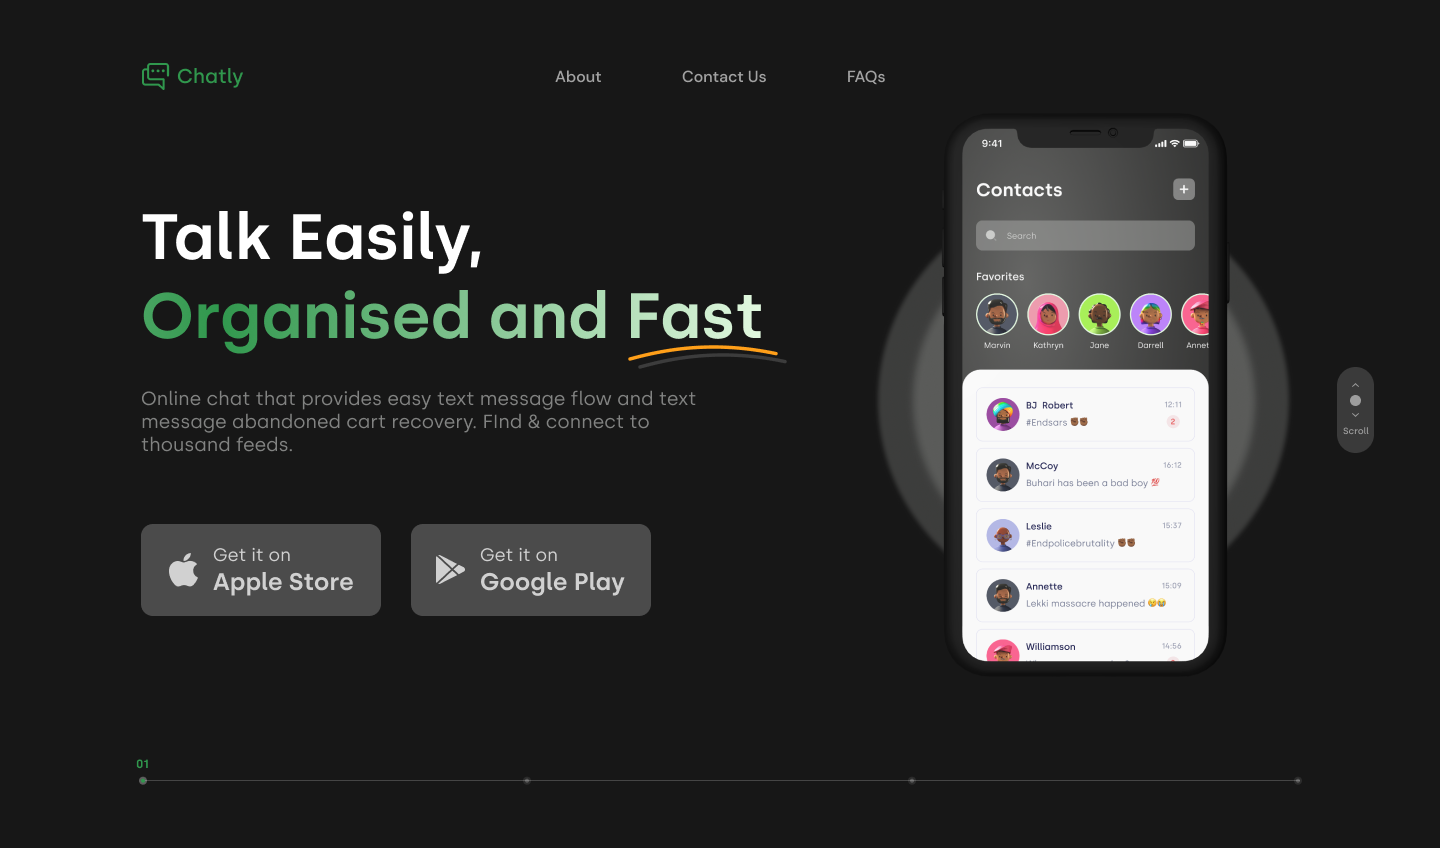 Chatly
About
Contact Us
FAQs
Talk Easily,
Organised and Fast
Online chat that provides easy text message flow and text
message abandoned cart recovery. FInd & connect to
thousand feeds.
Get it on
Apple Store
Get it on
Google Play
9:41
Contacts
Search
Favorites
Marvin
Kathryn
Jane
Darrell
BJ Robert
12:11
#Endsars ✊🏾✊🏾
2
McCoy
16:12
Buhari has been a bad boy 💯
Leslie
15:37
#Endpolicebrutality ✊🏾✊🏾
Annette
15:09
Lekki massacre happened 😢😂
Williamson
14:56
Scroll
01